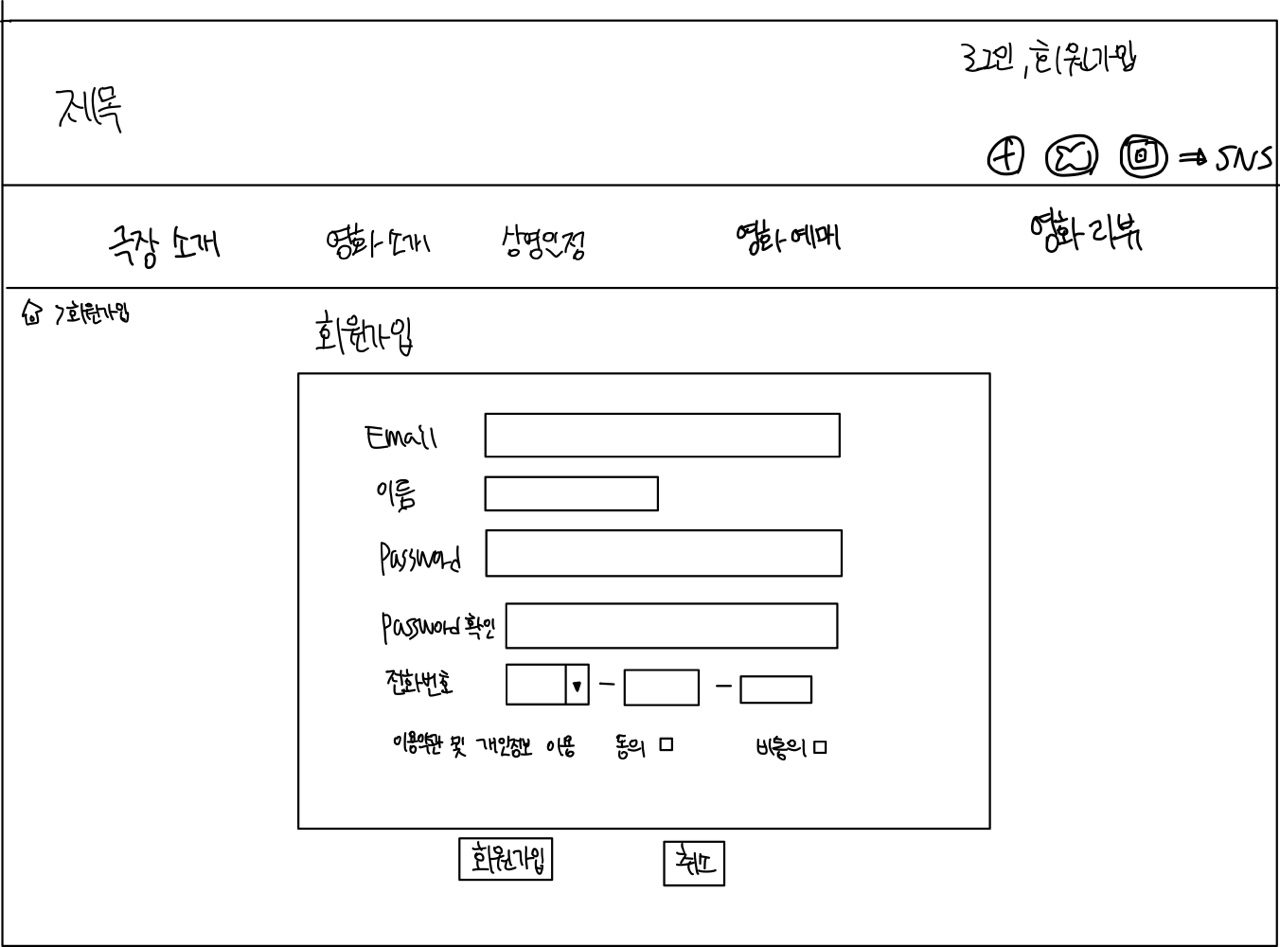 로그인, 회원가입
제목
⇒ SNS
극장 소개 영화 소개 상영일정 영화 예매 영화 리뷰
>회원가입
회원가입
Email
이름
Password
Password 확인
전화번호 - -
이용약관 및 개인정보 이용 동의 □ 비동의 □
회원가입 취소